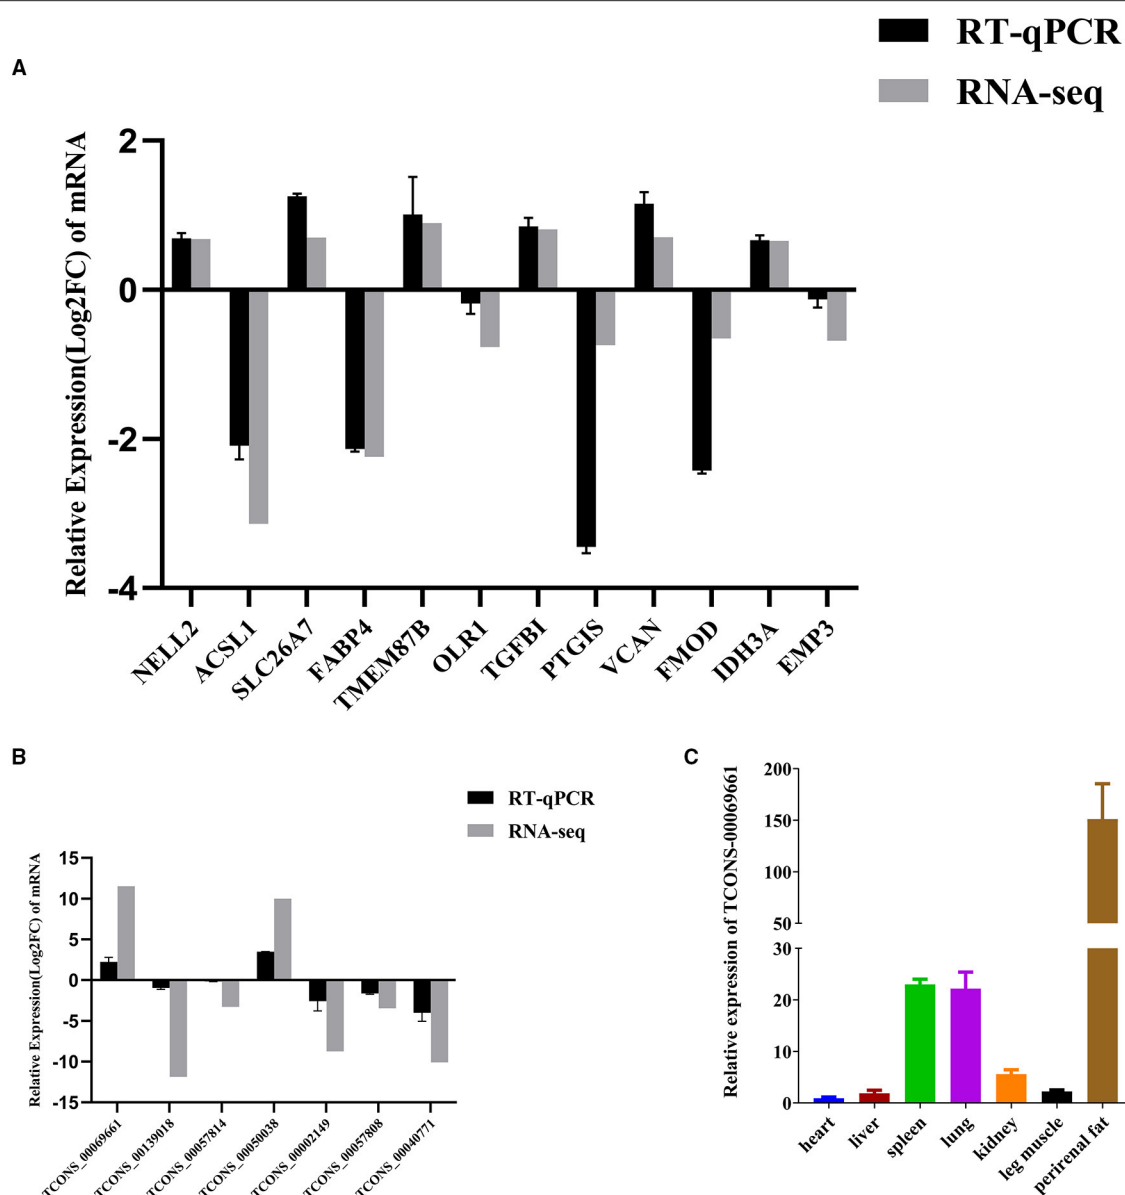 RT-qPCR
RNA-seq
A
Relative Expression(Log2FC) of mRNA
2
0
-2
-4
NELL2
ACSL1
SLC26A7
FABP4
TMEM87B
OLR1
TGFBI
PTGIS
VCAN
FMOD
IDH3A
EMP3
B
RT-qPCR
RNA-seq
Relative Expression(Log2FC) of mRNA
15
10
5
0
-5
-10
-15
TCONS_00069661
TCONS_00139018
TCONS_00057814
TCONS_00050038
TCONS_00002149
TCONS_00057808
TCONS_00040771
C
Relative expression of TCONS-00069661
200
150
100
50
30
20
10
0
heart
liver
spleen
lung
kidney
leg muscle
perirenal fat